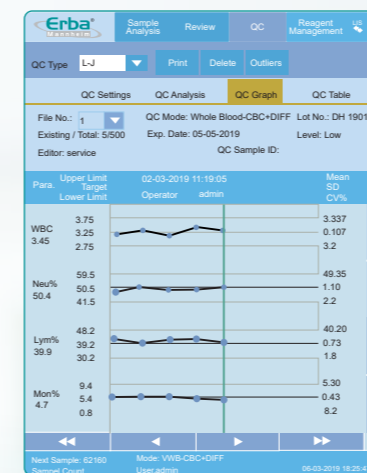 Erba®
Mannheim
Sample Analysis
Review
QC
Reagent Management
LIS
QC Type
L-J
Print
Delete
Outliers
QC Settings
QC Analysis
QC Graph
QC Table
File No.: 1
QC Mode: Whole Blood-CBC+DIFF
Lot No.: DH 1901
Existing / Total: 5/500
Exp. Date: 05-05-2019
Level: Low
Editor: service
QC Sample ID:
Para.
Upper Limit
Target
Lower Limit
02-03-2019 11:19:05
Operator admin
Mean
SD
CV%
WBC
3.45
3.75
3.25
2.75
3.337
0.107
3.2
Neu%
50.4
59.5
50.5
41.5
49.35
1.10
2.2
Lym%
39.9
48.2
39.2
30.2
40.20
0.73
1.8
Mon%
4.7
9.4
5.4
0.8
5.30
0.43
8.2
Next Sample: 62160
Mode: VWB-CBC+DIFF
Sampel Count
User:admin
06-03-2019 18:25:4